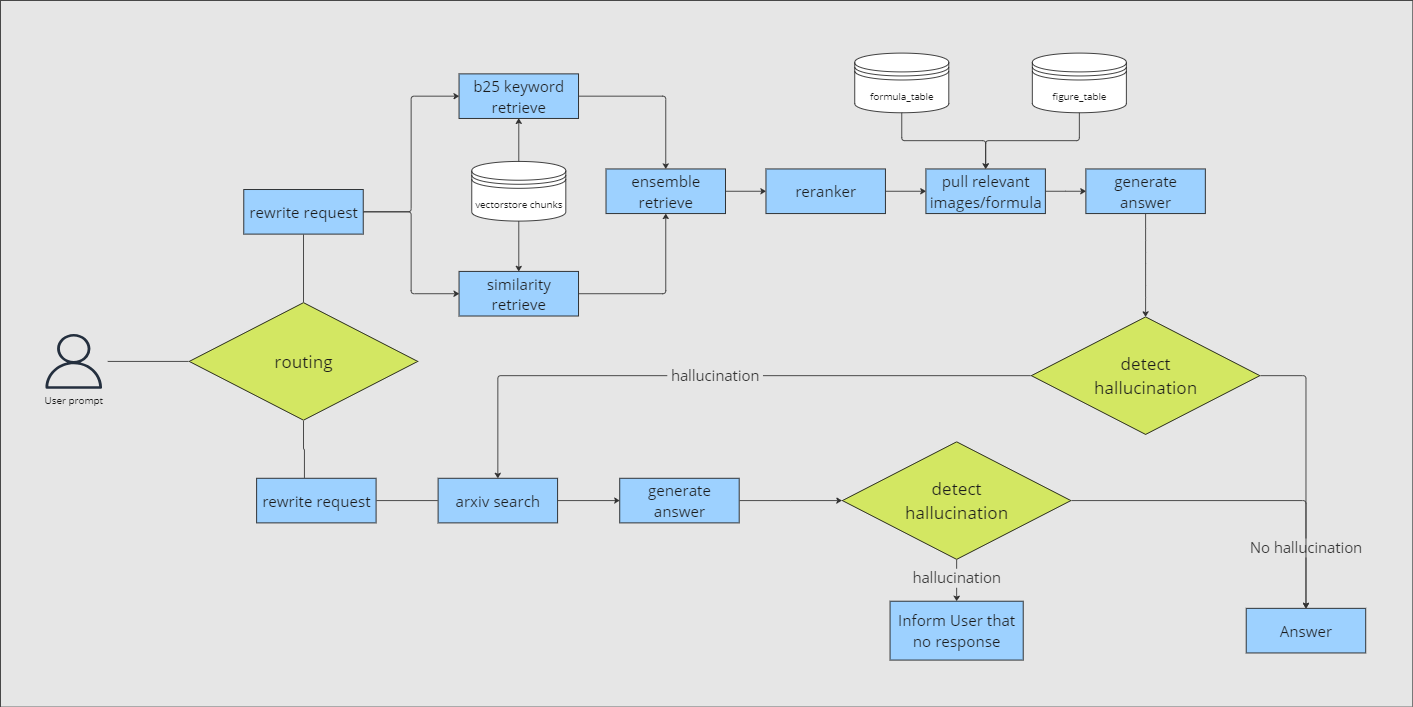 b25 keyword
retrieve
formula_table
figure_table
vectorstore chunks
rewrite request
ensemble
retrieve
reranker
pull relevant
images/formula
generate
answer
similarity
retrieve
routing
User prompt
hallucination
detect
hallucination
rewrite request
arxiv search
generate
answer
detect
hallucination
No hallucination
hallucination
Inform User that
no response
Answer